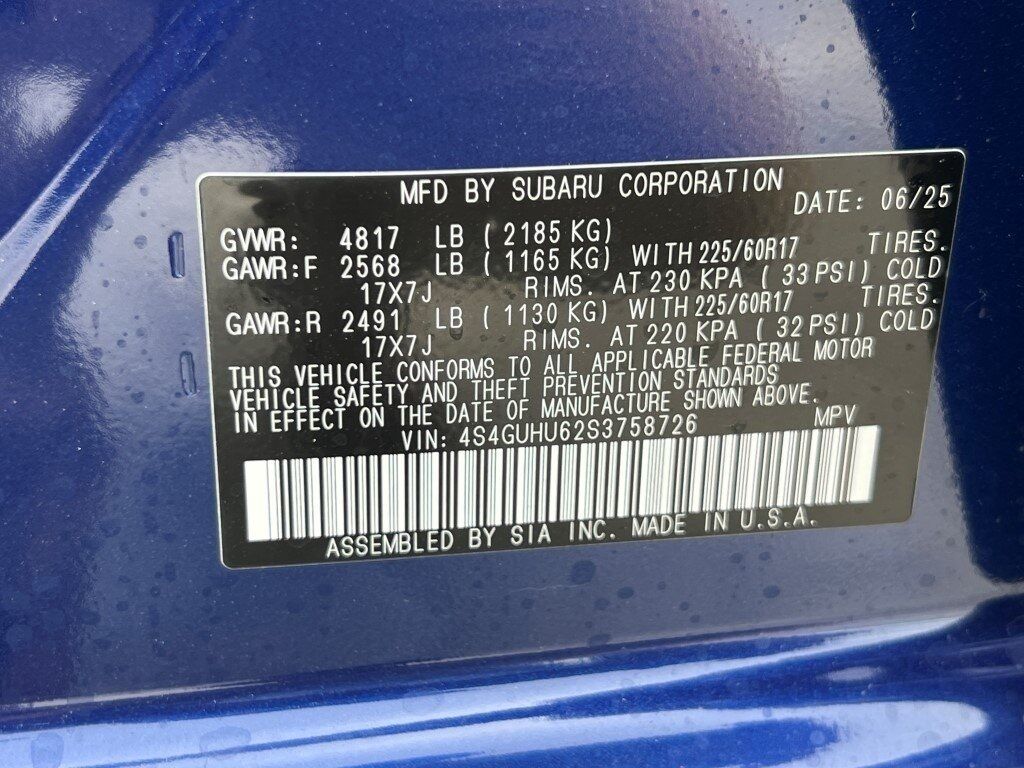 MFD BY SUBARU CORPORATION DATE: 06/25
GVWR: 4817 LB ( 2185 KG)
GAWR:F 2568 LB ( 1165 KG) WITH 225/60R17 TIRES.
17X7J RIMS. AT 230 KPA ( 33 PSI) COLD
GAWR:R 2491 LB ( 1130 KG) WITH 225/60R17 TIRES.
17X7J RIMS. AT 220 KPA ( 32 PSI) COLD
THIS VEHICLE CONFORMS TO ALL APPLICABLE FEDERAL MOTOR
VEHICLE SAFETY AND THEFT PREVENTION STANDARDS
IN EFFECT ON THE DATE OF MANUFACTURE SHOWN ABOVE.
VIN: 4S4GUHU62S3758726 MPV
ASSEMBLED BY SIA INC. MADE IN U.S.A.